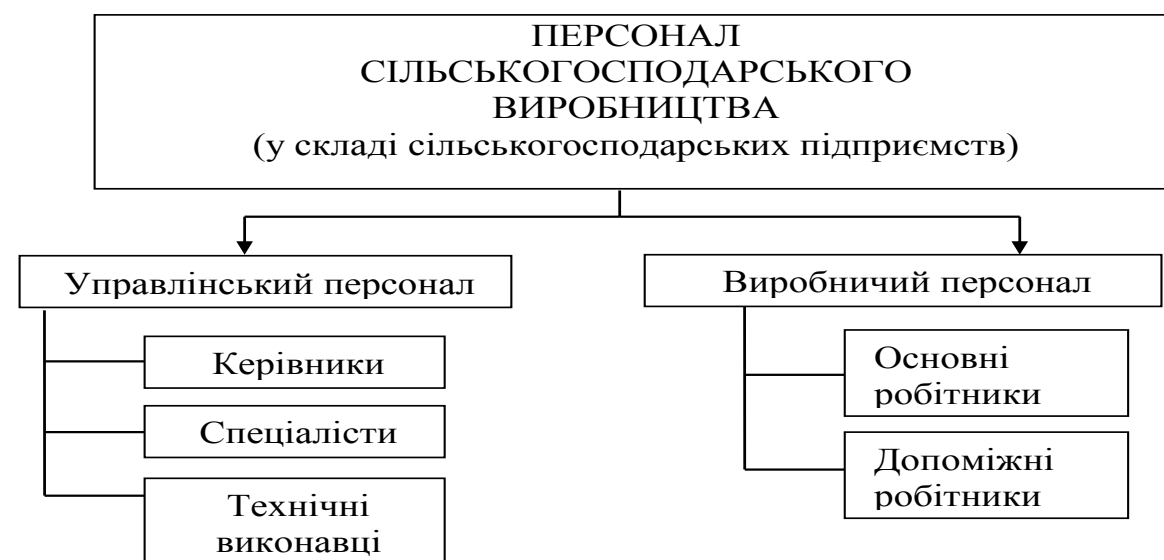 ПЕРСОНАЛ
СІЛЬСЬКОГОСПОДАРСЬКОГО
ВИРОБНИЦТВА
(у складі сільськогосподарських підприємств)
Управлінський персонал
Керівники
Спеціалісти
Технічні
виконавці
Виробничий персонал
Основні
робітники
Допоміжні
робітники